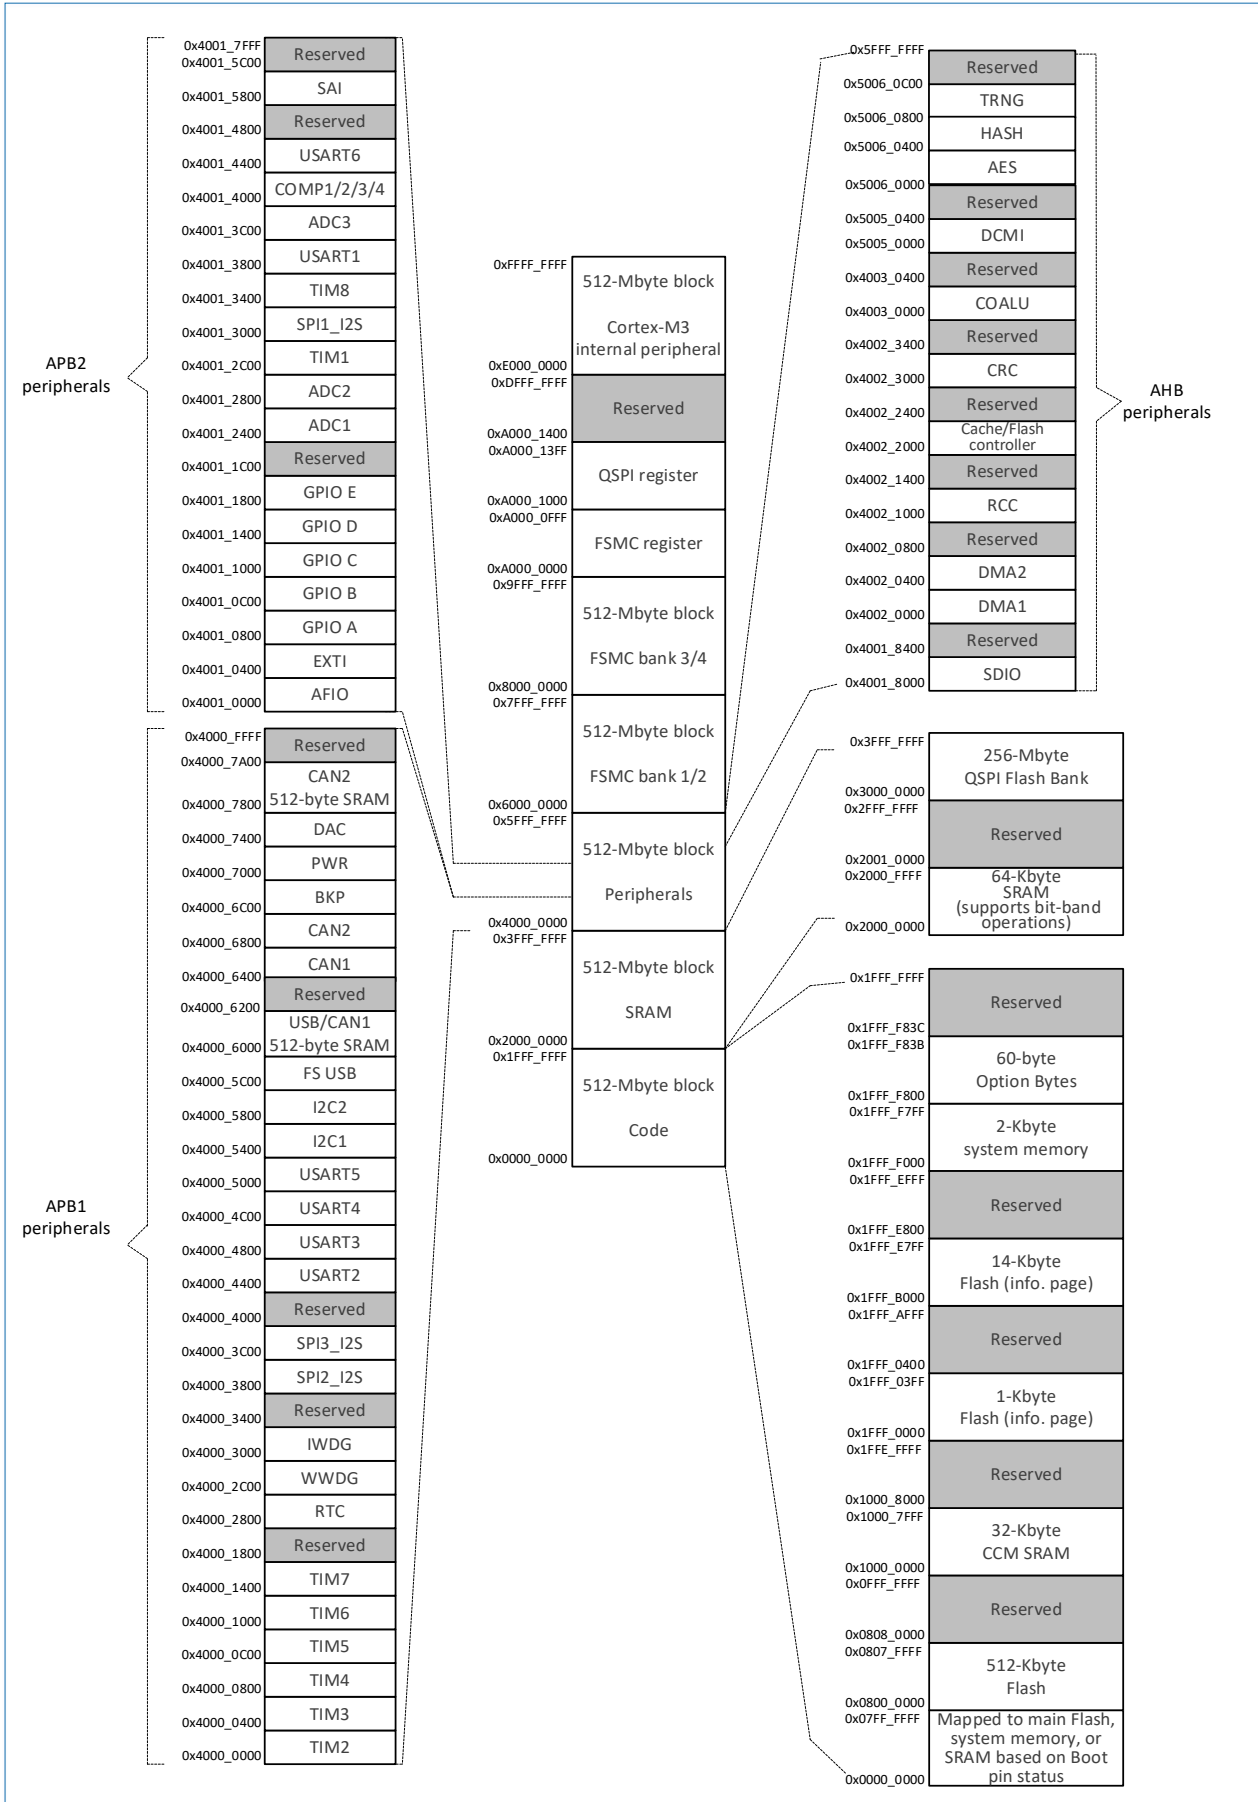 0x4001_7FFF
Reserved
0x4001_5C00
SAI
0x4001_5800
Reserved
0x4001_4800
USART6
0x4001_4400
COMP1/2/3/4
0x4001_4000
ADC3
0x4001_3C00
USART1
0x4001_3800
TIM8
0x4001_3400
SPI1_I2S
0x4001_3000
TIM1
0x4001_2C00
ADC2
0x4001_2800
ADC1
0x4001_2400
Reserved
0x4001_1C00
GPIO E
0x4001_1800
GPIO D
0x4001_1400
GPIO C
0x4001_1000
GPIO B
0x4001_0C00
GPIO A
0x4001_0800
EXTI
0x4001_0400
AFIO
0x4001_0000
APB2
peripherals
0x4000_FFFF
Reserved
0x4000_7A00
CAN2
512-byte SRAM
0x4000_7800
DAC
0x4000_7400
PWR
0x4000_7000
BKP
0x4000_6C00
CAN2
0x4000_6800
CAN1
0x4000_6400
Reserved
0x4000_6200
USB/CAN1
512-byte SRAM
0x4000_6000
FS USB
0x4000_5C00
I2C2
0x4000_5800
I2C1
0x4000_5400
USART5
0x4000_5000
USART4
0x4000_4C00
USART3
0x4000_4800
USART2
0x4000_4400
Reserved
0x4000_4000
SPI3_I2S
0x4000_3C00
SPI2_I2S
0x4000_3800
Reserved
0x4000_3400
IWDG
0x4000_3000
WWDG
0x4000_2C00
RTC
0x4000_2800
Reserved
0x4000_1800
TIM7
0x4000_1400
TIM6
0x4000_1000
TIM5
0x4000_0C00
TIM4
0x4000_0800
TIM3
0x4000_0400
TIM2
0x4000_0000
APB1
peripherals
0xFFFF_FFFF
512-Mbyte block
Cortex-M3
internal peripheral
0xE000_0000
0xDFFF_FFFF
Reserved
0xA000_1400
0xA000_13FF
QSPI register
0xA000_1000
0xA000_0FFF
FSMC register
0xA000_0000
0x9FFF_FFFF
512-Mbyte block
FSMC bank 3/4
0x8000_0000
0x7FFF_FFFF
512-Mbyte block
FSMC bank 1/2
0x6000_0000
0x5FFF_FFFF
512-Mbyte block
Peripherals
0x4000_0000
0x3FFF_FFFF
512-Mbyte block
SRAM
0x2000_0000
0x1FFF_FFFF
512-Mbyte block
Code
0x0000_0000
0x5FFF_FFFF
Reserved
0x5006_0C00
TRNG
0x5006_0800
HASH
0x5006_0400
AES
0x5006_0000
Reserved
0x5005_0400
DCMI
0x5005_0000
Reserved
0x4003_0400
COALU
0x4003_0000
Reserved
0x4002_3400
CRC
0x4002_3000
Reserved
0x4002_2400
Cache/Flash
controller
0x4002_2000
Reserved
0x4002_1400
RCC
0x4002_1000
Reserved
0x4002_0800
DMA2
0x4002_0400
DMA1
0x4002_0000
Reserved
0x4001_8400
SDIO
0x4001_8000
AHB
peripherals
0x3FFF_FFFF
256-Mbyte
QSPI Flash Bank
0x3000_0000
0x2FFF_FFFF
Reserved
0x2001_0000
0x2000_FFFF
64-Kbyte
SRAM
(supports bit-band
operations)
0x2000_0000
0x1FFF_FFFF
Reserved
0x1FFF_F83C
0x1FFF_F83B
60-byte
Option Bytes
0x1FFF_F800
0x1FFF_F7FF
2-Kbyte
system memory
0x1FFF_F000
0x1FFF_EFFF
Reserved
0x1FFF_E800
0x1FFF_E7FF
14-Kbyte
Flash (info. page)
0x1FFF_B000
0x1FFF_AFFF
Reserved
0x1FFF_0400
0x1FFF_03FF
1-Kbyte
Flash (info. page)
0x1FFF_0000
0x1FFE_FFFF
Reserved
0x1000_8000
0x1000_7FFF
32-Kbyte
CCM SRAM
0x1000_0000
0x0FFF_FFFF
Reserved
0x0808_0000
0x0807_FFFF
512-Kbyte
Flash
0x0800_0000
0x07FF_FFFF
Mapped to main Flash,
system memory, or
SRAM based on Boot
pin status
0x0000_0000